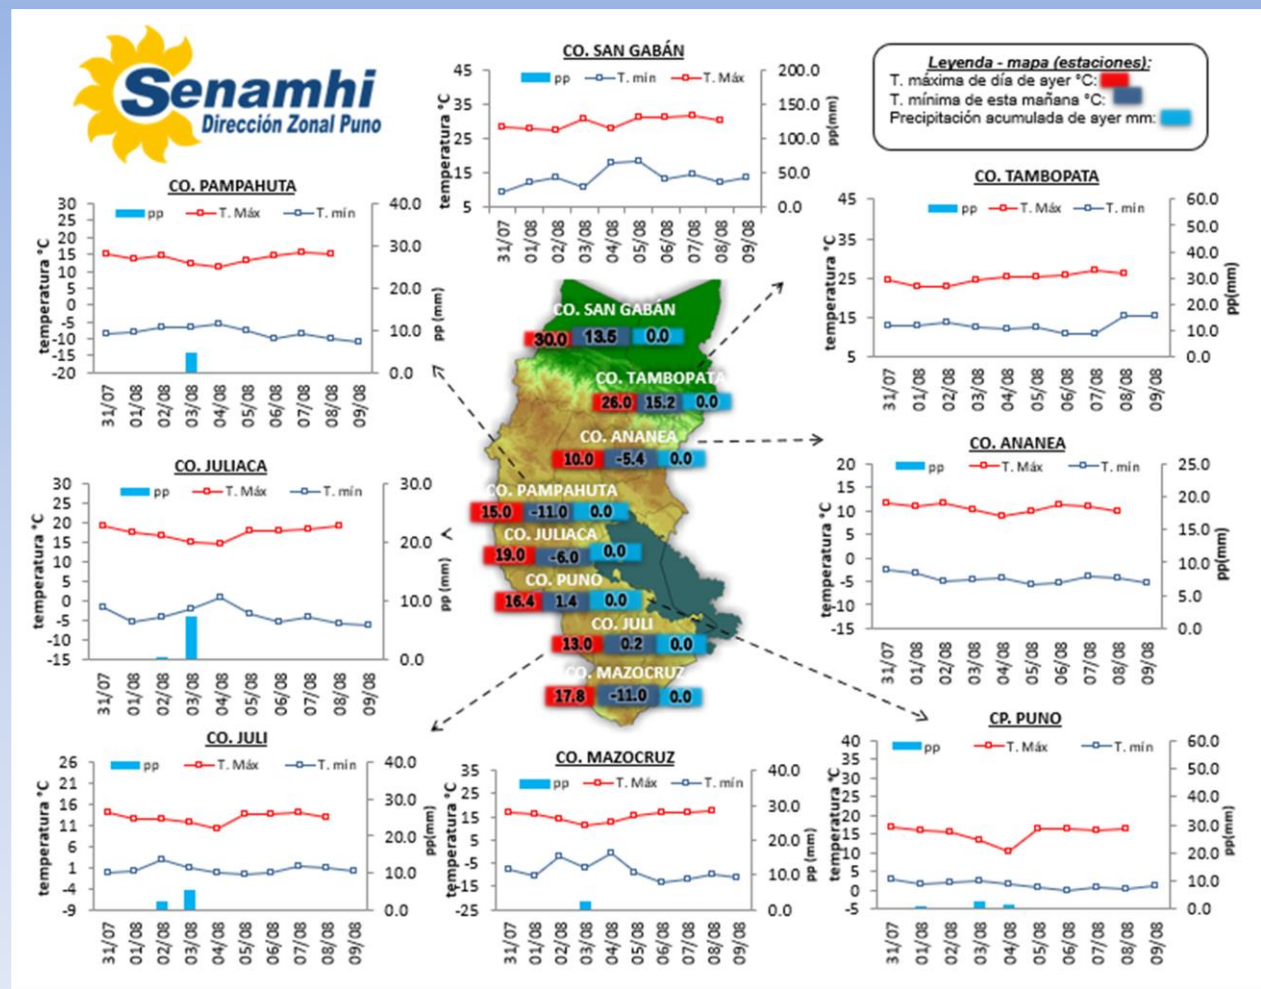 Senamhi
Dirección Zonal Puno
CO. SAN GABÁN
pp T. mín T. Máx
temperatura °C
45
35
25
15
5
200.0
150.0
100.0
50.0
0.0
pp(mm)
31/07 01/08 02/08 03/08 04/08 05/08 06/08 07/08 08/08 09/08
Leyenda - mapa (estaciones):
T. máxima de día de ayer °C:
T. mínima de esta mañana °C:
Precipitación acumulada de ayer mm:
CO. PAMPAHUTA
pp T. Máx T. mín
temperatura °C
30
25
20
15
10
5
0
-5
-10
-15
-20
40.0
30.0
20.0
10.0
0.0
pp (mm)
31/07 01/08 02/08 03/08 04/08 05/08 06/08 07/08 08/08 09/08
CO. TAMBOPATA
pp T. Máx T. mín
temperatura °C
45
35
25
15
5
60.0
50.0
40.0
30.0
20.0
10.0
0.0
pp(mm)
31/07 01/08 02/08 03/08 04/08 05/08 06/08 07/08 08/08 09/08
CO. SAN GABÁN
30.0 13.5 0.0
CO. TAMBOPATA
26.0 15.2 0.0
CO. ANANEA
10.0 -5.4 0.0
CO. PAMPAHUTA
15.0 -11.0 0.0
CO. JULIACA
19.0 -6.0 0.0
CO. PUNO
16.4 1.4 0.0
CO. JULI
13.0 0.2 0.0
CO. MAZOCRUZ
17.8 -11.0 0.0
CO. JULIACA
pp T. Máx T. mín
temperatura °C
30
25
20
15
10
5
0
-5
-10
-15
30.0
20.0
10.0
0.0
pp (mm)
31/07 01/08 02/08 03/08 04/08 05/08 06/08 07/08 08/08 09/08
CO. ANANEA
pp T. Máx T. mín
temperatura °C
20
15
10
5
0
-5
-10
-15
25.0
20.0
15.0
10.0
5.0
0.0
pp(mm)
31/07 01/08 02/08 03/08 04/08 05/08 06/08 07/08 08/08 09/08
CO. JULI
pp T. Máx T. mín
temperatura °C
26
21
16
11
6
1
-4
-9
40.0
30.0
20.0
10.0
0.0
pp(mm)
31/07 01/08 02/08 03/08 04/08 05/08 06/08 07/08 08/08 09/08
CO. MAZOCRUZ
pp T. Máx T. mín
temperatura °C
35
25
15
5
-5
-15
-25
40.0
30.0
20.0
10.0
0.0
pp (mm)
31/07 01/08 02/08 03/08 04/08 05/08 06/08 07/08 08/08 09/08
CP. PUNO
pp T. Máx T. mín
temperatura °C
40
35
30
25
20
15
10
5
0
-5
60.0
50.0
40.0
30.0
20.0
10.0
0.0
pp(mm)
31/07 01/08 02/08 03/08 04/08 05/08 06/08 07/08 08/08 09/08